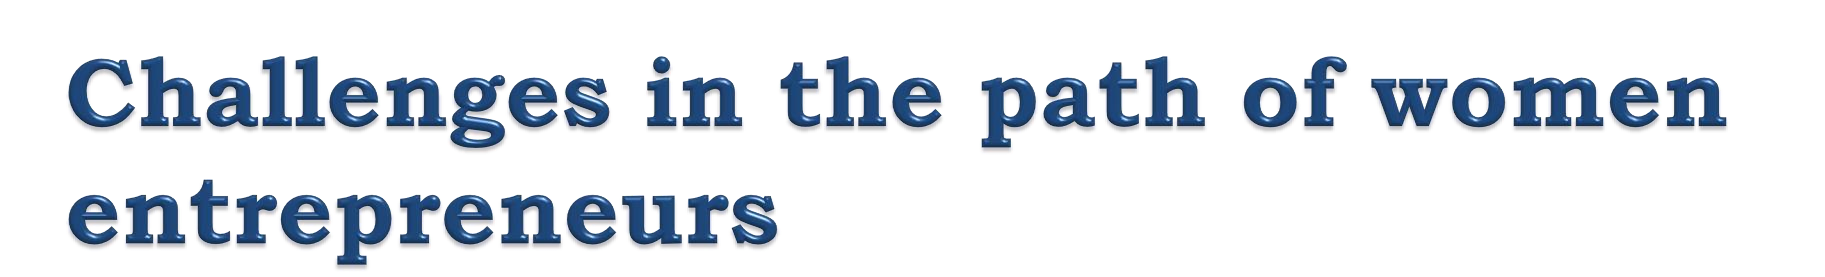 Challenges in the path of women
entrepreneurs